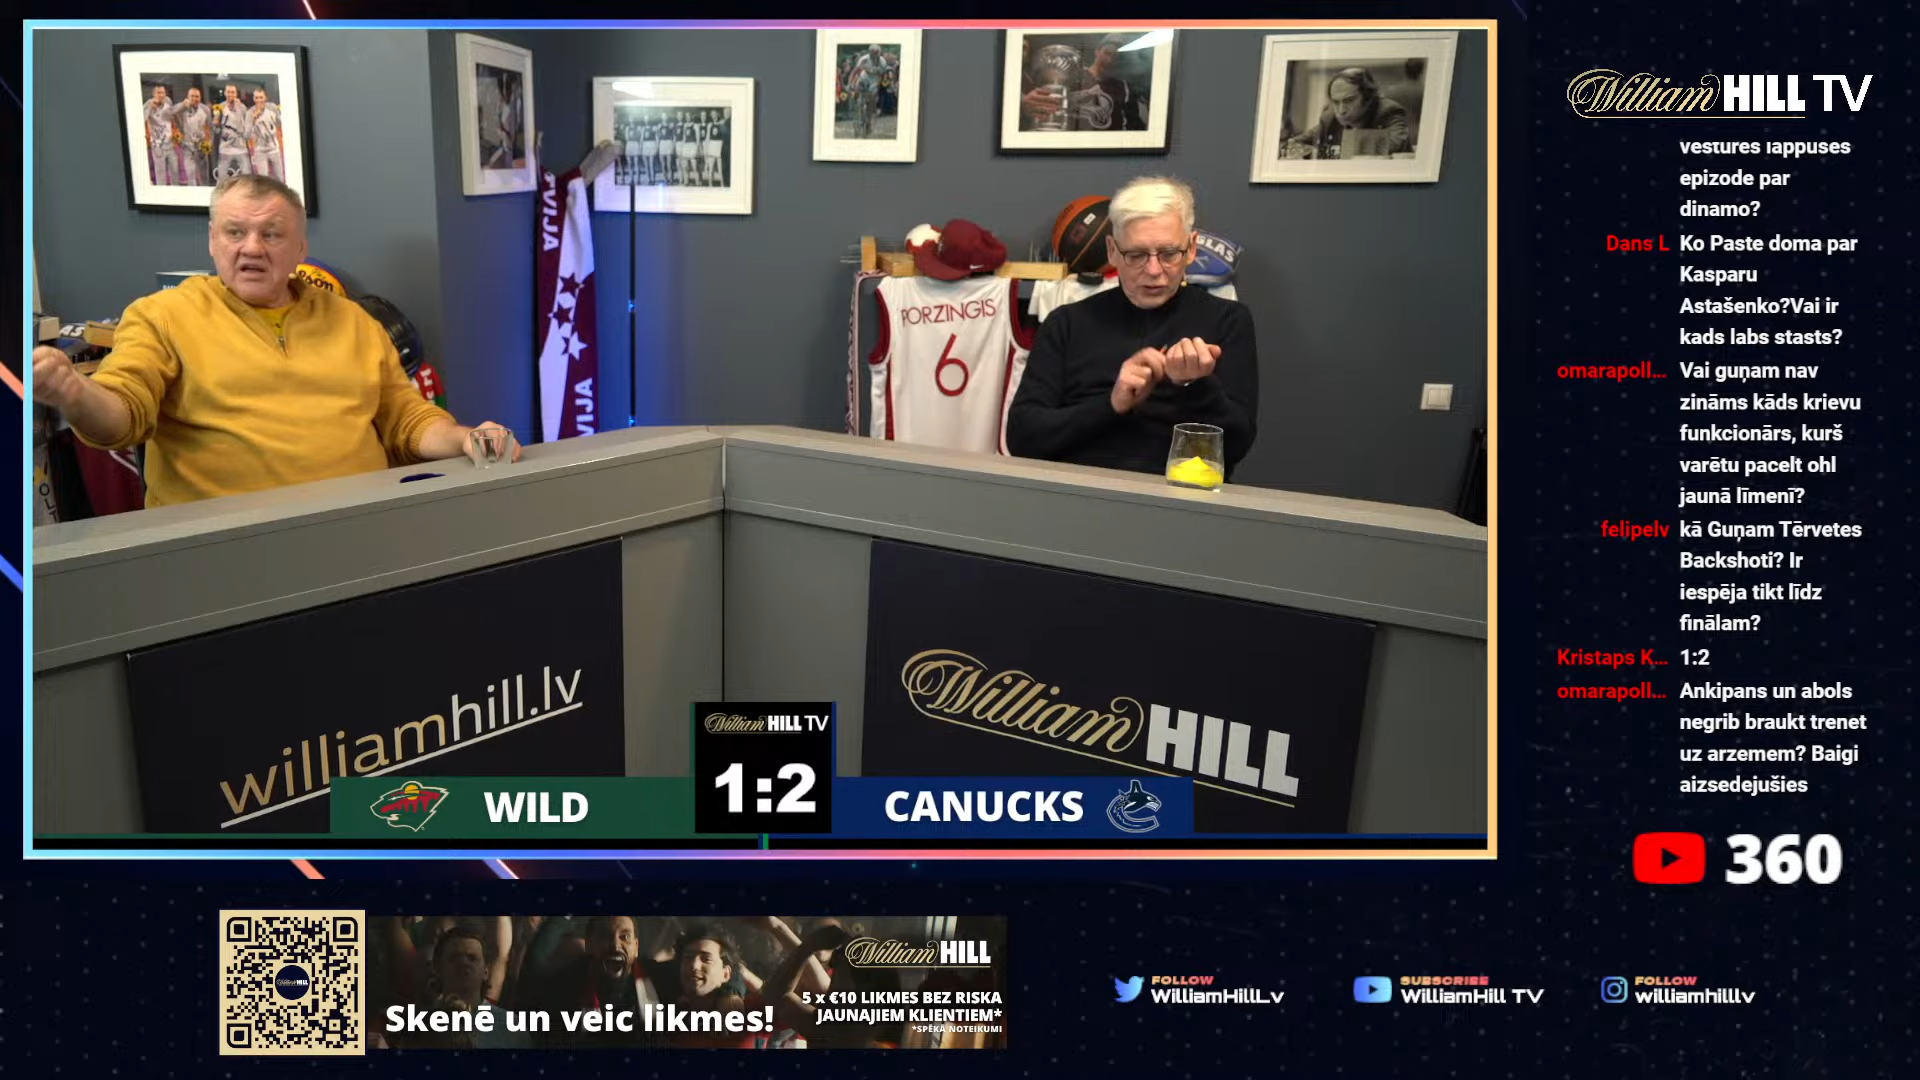 William HILL TV
vēstures lappuses
epizode par
dinamo?
Dans L Ko Paste doma par
Kasparu
Astašenko?Vai ir
kads labs stasts?
omarapoll... Vai guņam nav
zināms kāds krievu
funkcionārs, kurš
varētu pacelt ohl
jaunā līmenī?
felipelv kā Guņam Tērvetes
Backshoti? Ir
iespēja tikt līdz
finālam?
Kristaps K... 1:2
omarapoll... Ankipans un abols
negrib braukt trenet
uz arzemem? Baigi
aizsedejušies
360
TVIJA
VIJA
PORZINGIS
6
GLAS
williamhill.lv
William HILL
William HILL TV
WILD
1:2
CANUCKS
William HILL
Skenē un veic likmes!
5 x €10 LIKMES BEZ RISKA
JAUNAJIEM KLIENTIEM*
*SPĒKĀ NOTEIKUMI
FOLLOW
WilliamHillLv
SUBSCRIBE
WilliamHill TV
FOLLOW
williamhilllv